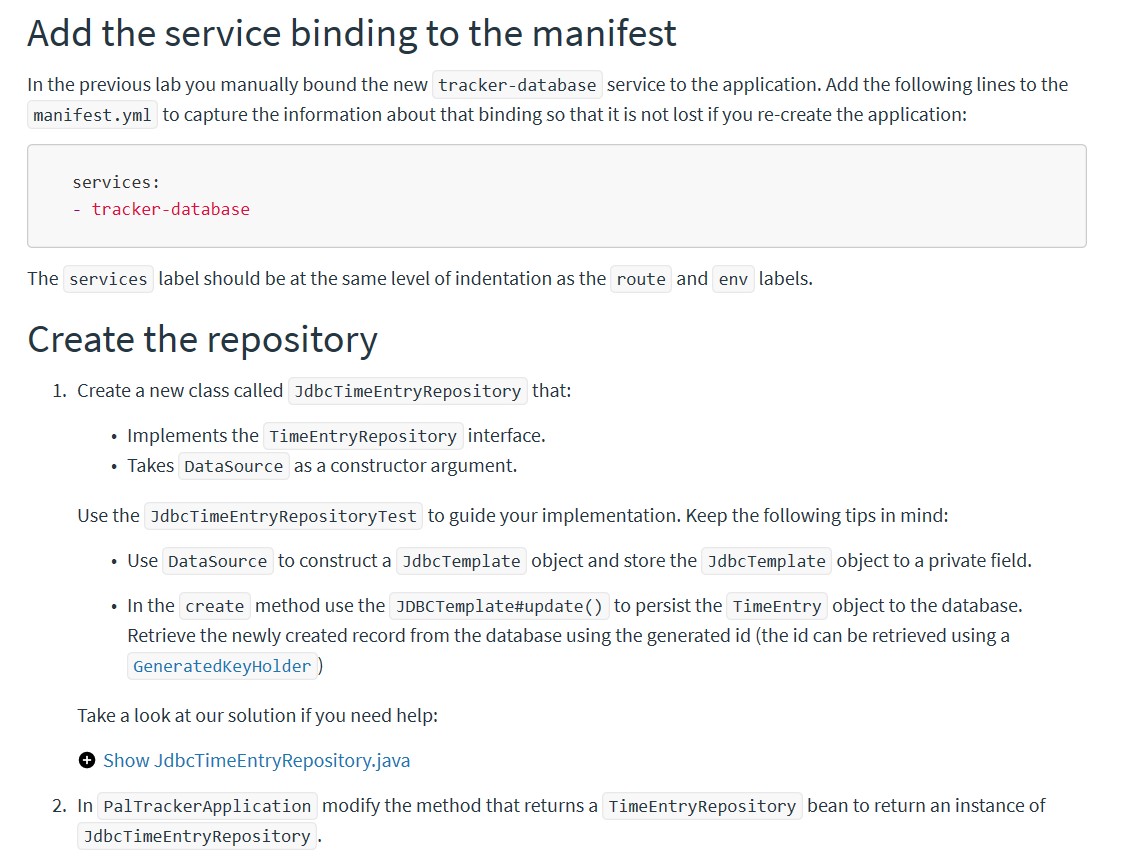 Add the service binding to the manifest
In the previous lab you manually bound the new tracker-database service to the application. Add the following lines to the
manifest.yml to capture the information about that binding so that it is not lost if you re-create the application:
services:
- tracker-database
The services label should be at the same level of indentation as the route and env labels.
Create the repository
1. Create a new class called JdbcTimeEntryRepository that:
• Implements the TimeEntryRepository interface.
• Takes DataSource as a constructor argument.
Use the JdbcTimeEntryRepositoryTest to guide your implementation. Keep the following tips in mind:
• Use DataSource to construct a JdbcTemplate object and store the JdbcTemplate object to a private field.
• In the create method use the JDBCTemplate#update() to persist the TimeEntry object to the database.
Retrieve the newly created record from the database using the generated id (the id can be retrieved using a
GeneratedKeyHolder)
Take a look at our solution if you need help:
Show JdbcTimeEntryRepository.java
2. In PalTrackerApplication modify the method that returns a TimeEntryRepository bean to return an instance of
JdbcTimeEntryRepository.